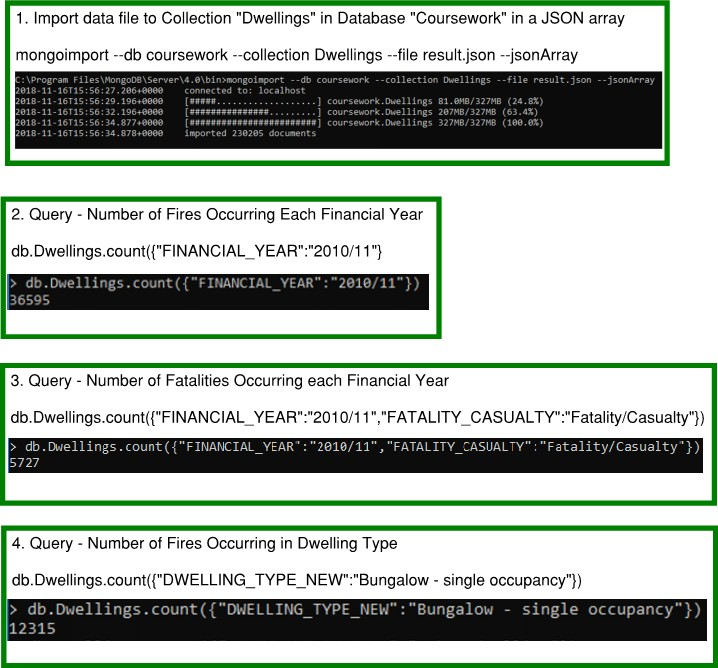 1. Import data file to Collection "Dwellings" in Database "Coursework" in a JSON array
mongoimport --db coursework --collection Dwellings --file result.json --jsonArray
C:\Program Files\MongoDB\Server\4.0\bin>mongoimport --db coursework --collection Dwellings --file result.json --jsonArray
2018-11-16T15:56:27.206+0000    connected to: localhost
2018-11-16T15:56:29.196+0000    [#####...................] coursework.Dwellings 81.0MB/327MB (24.8%)
2018-11-16T15:56:32.196+0000    [###############.........] coursework.Dwellings 207MB/327MB (63.4%)
2018-11-16T15:56:34.877+0000    [########################] coursework.Dwellings 327MB/327MB (100.0%)
2018-11-16T15:56:34.878+0000    imported 230205 documents
2. Query - Number of Fires Occurring Each Financial Year
db.Dwellings.count({"FINANCIAL_YEAR":"2010/11"}
> db.Dwellings.count({"FINANCIAL_YEAR":"2010/11"})
36595
3. Query - Number of Fatalities Occurring each Financial Year
db.Dwellings.count({"FINANCIAL_YEAR":"2010/11","FATALITY_CASUALTY":"Fatality/Casualty"})
> db.Dwellings.count({"FINANCIAL_YEAR":"2010/11","FATALITY_CASUALTY":"Fatality/Casualty"})
5727
4. Query - Number of Fires Occurring in Dwelling Type
db.Dwellings.count({"DWELLING_TYPE_NEW":"Bungalow - single occupancy"})
> db.Dwellings.count({"DWELLING_TYPE_NEW":"Bungalow - single occupancy"})
12315